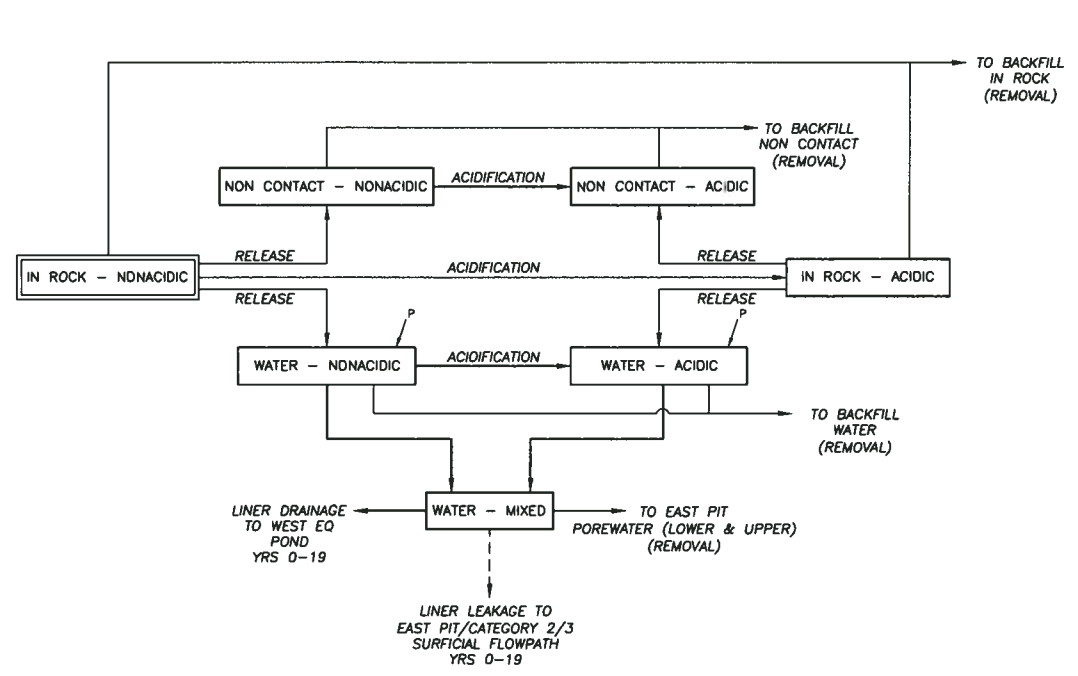 TO BACKFILL
IN ROCK
(REMOVAL)
TO BACKFILL
NON CONTACT
(REMOVAL)
NON CONTACT – NONACIDIC
ACIDIFICATION
NON CONTACT – ACIDIC
RELEASE
RELEASE
IN ROCK – NONACIDIC
ACIDIFICATION
IN ROCK – ACIDIC
RELEASE
RELEASE
P
P
WATER – NONACIDIC
ACIDIFICATION
WATER – ACIDIC
TO BACKFILL
WATER
(REMOVAL)
LINER DRAINAGE
TO WEST EQ
POND
YRS 0–19
WATER – MIXED
TO EAST PIT
POREWATER (LOWER & UPPER)
(REMOVAL)
LINER LEAKAGE TO
EAST PIT/CATEGORY 2/3
SURFICIAL FLOWPATH
YRS 0–19